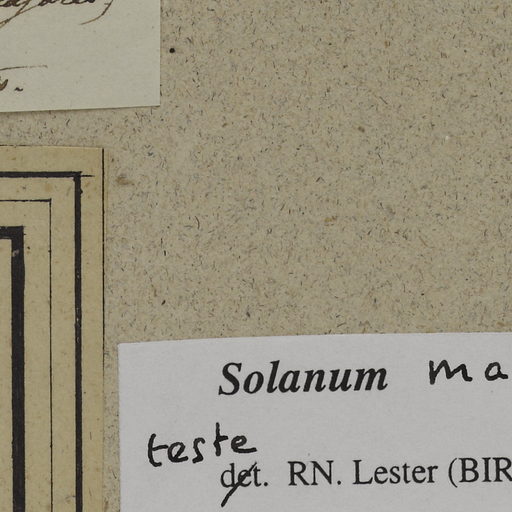 Solanum ma
teste
det. RN. Lester (BIR